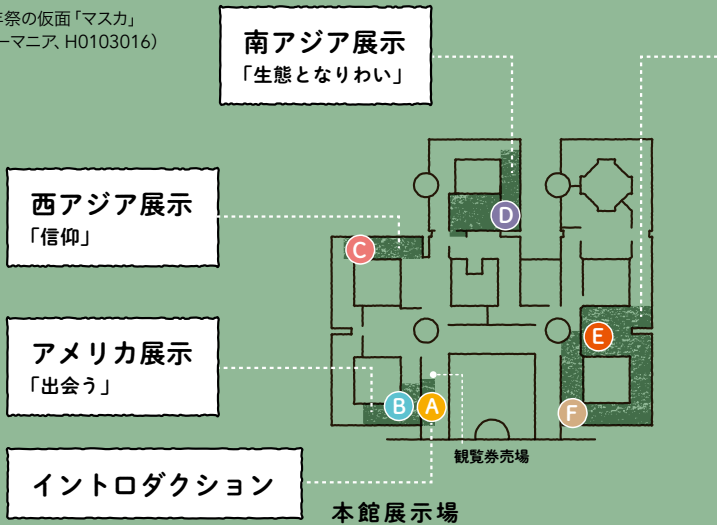 年祭の仮面「マスカ」
ーマニア、H0103016）
南アジア展示
「生態となりわい」
西アジア展示
「信仰」
アメリカ展示
「出会う」
イントロダクション
D
C
E
B
A
F
観覧券売場
本館展示場